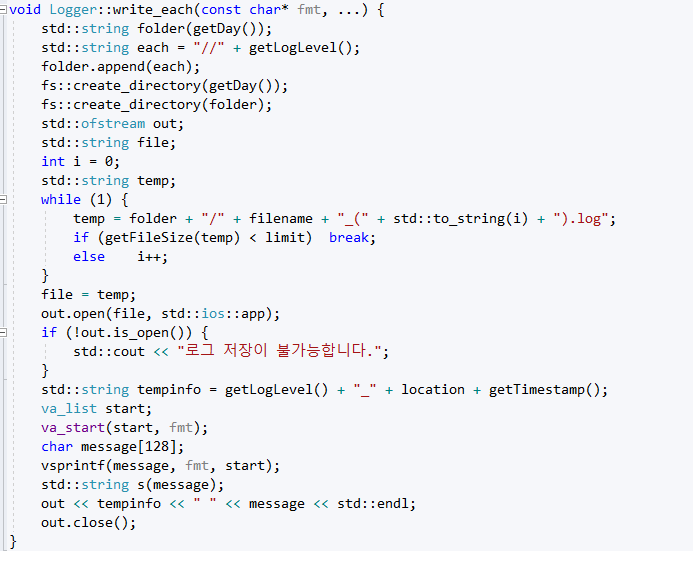 void Logger::write_each(const char* fmt, ...) {
    std::string folder(getDay());
    std::string each = "//" + getLogLevel();
    folder.append(each);
    fs::create_directory(getDay());
    fs::create_directory(folder);
    std::ofstream out;
    std::string file;
    int i = 0;
    std::string temp;
    while (1) {
        temp = folder + "/" + filename + "_(" + std::to_string(i) + ").log";
        if (getFileSize(temp) < limit)  break;
        else    i++;
    }
    file = temp;
    out.open(file, std::ios::app);
    if (!out.is_open()) {
        std::cout << "로그 저장이 불가능합니다.";
    }
    std::string tempinfo = getLogLevel() + "_" + location + getTimestamp();
    va_list start;
    va_start(start, fmt);
    char message[128];
    vsprintf(message, fmt, start);
    std::string s(message);
    out << tempinfo << " " << message << std::endl;
    out.close();
}